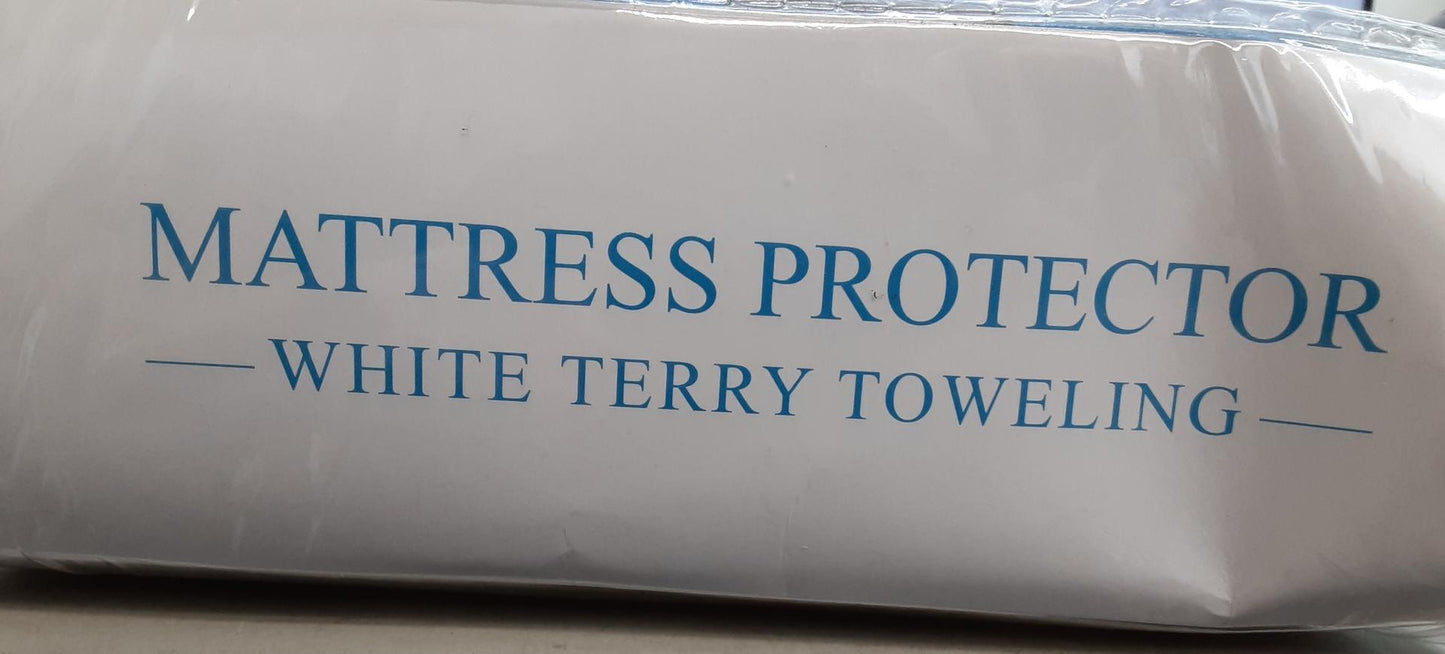 MATTRESS PROTECTOR
WHITE TERRY TOWELING